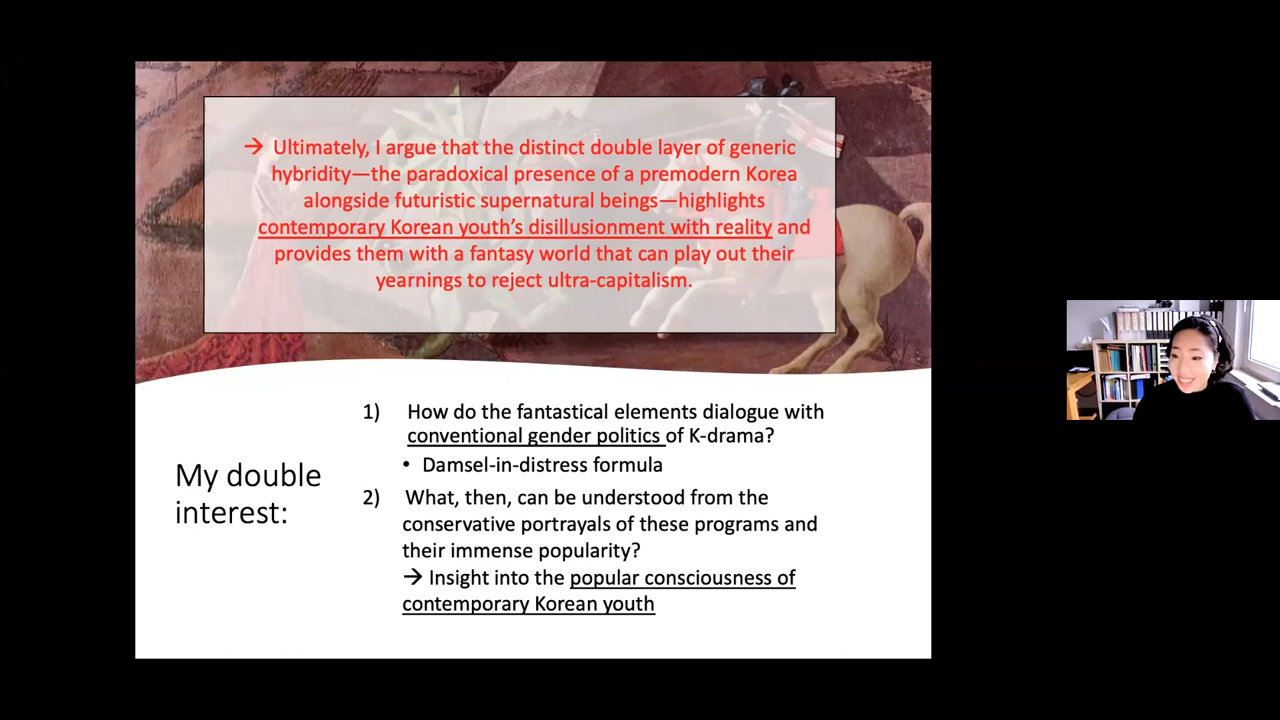 → Ultimately, I argue that the distinct double layer of generic
hybridity—the paradoxical presence of a premodern Korea
alongside futuristic supernatural beings—highlights
contemporary Korean youth's disillusionment with reality and
provides them with a fantasy world that can play out their
yearnings to reject ultra-capitalism.
My double
interest:
1) How do the fantastical elements dialogue with
conventional gender politics of K-drama?
• Damsel-in-distress formula
2) What, then, can be understood from the
conservative portrayals of these programs and
their immense popularity?
→ Insight into the popular consciousness of
contemporary Korean youth